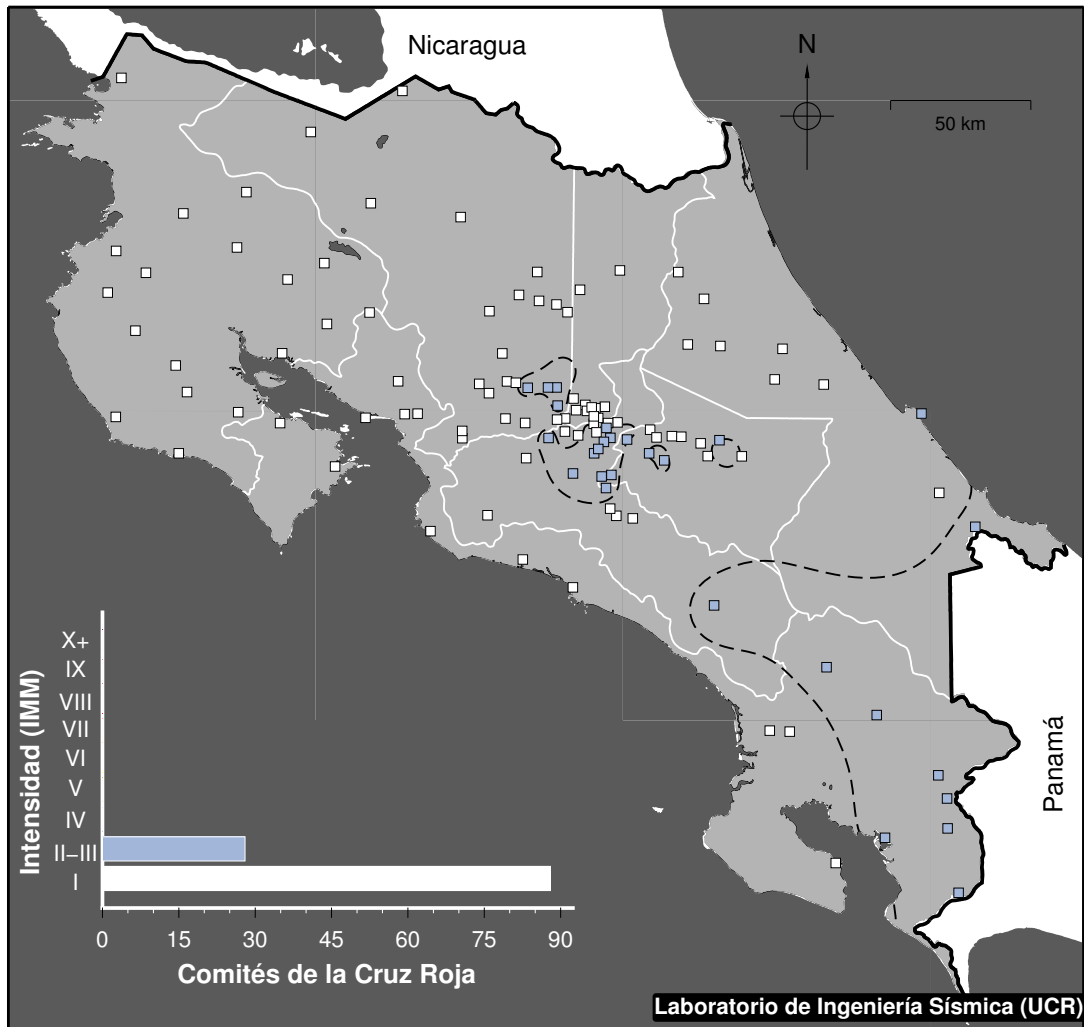 Nicaragua
N
50 km
Panamá
Intensidad (IMM)
X+
IX
VIII
VII
VI
V
IV
II–III
I
0 15 30 45 60 75 90
Comités de la Cruz Roja
Laboratorio de Ingeniería Sísmica (UCR)